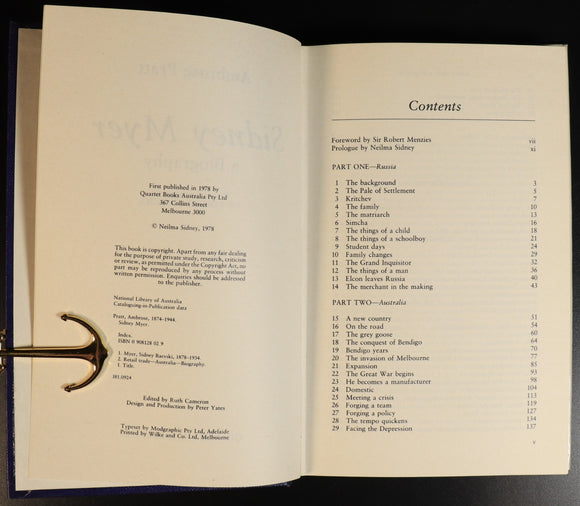 Ambrose Pratt
Sidney Myer
a Biography
First published in 1978 by
Quartet Books Australia Pty Ltd
367 Collins Street
Melbourne 3000
© Neilma Sidney, 1978
This book is copyright. Apart from any fair dealing
for the purpose of private study, research, criticism
or review, as permitted under the Copyright Act, no
part may be reproduced by any process without
written permission. Enquiries should be addressed
to the publisher.
National Library of Australia
Cataloguing-in-Publication data
Pratt, Ambrose, 1874-1944.
Sidney Myer.
Index.
ISBN 0 908128 02 9
1. Myer, Sidney Baevski, 1878-1934.
2. Retail trade—Australia—Biography.
I. Title.
381.0924
Edited by Ruth Cameron
Design and Production by Peter Yates
Typeset by Modgraphic Pty Ltd, Adelaide
Printed by Wilke and Co. Ltd, Melbourne
Contents
Foreword by Sir Robert Menzies vii
Prologue by Neilma Sidney xi
PART ONE—Russia
1 The background 3
2 The Pale of Settlement 5
3 Kritchev 7
4 The family 10
5 The matriarch 13
6 Simcha 16
7 The things of a child 18
8 The things of a schoolboy 21
9 Student days 24
10 Family changes 29
11 The Grand Inquisitor 32
12 The things of a man 36
13 Elcon leaves Russia 40
14 The merchant in the making 43
PART TWO—Australia
15 A new country 51
16 On the road 54
17 The grey goose 60
18 The conquest of Bendigo 64
19 Bendigo years 70
20 The invasion of Melbourne 77
21 Expansion 85
22 The Great War begins 93
23 He becomes a manufacturer 98
24 Domestic 104
25 Meeting a crisis 113
26 Forging a team 119
27 Forging a policy 127
28 The tempo quickens 134
29 Facing the Depression 137
v